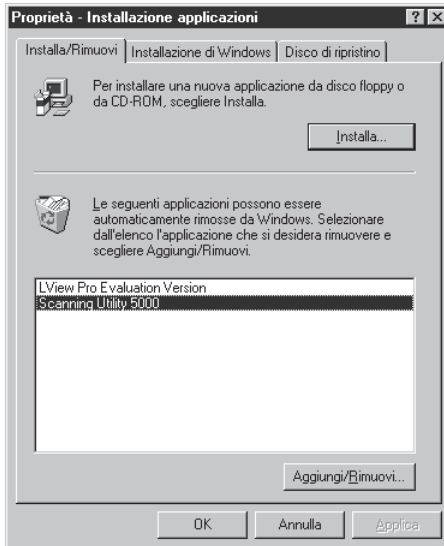 Proprietà - Installazione applicazioni
Installa/Rimuovi Installazione di Windows Disco di ripristino
Per installare una nuova applicazione da disco floppy o
da CD-ROM, scegliere Installa.
Installa...
Le seguenti applicazioni possono essere
automaticamente rimosse da Windows. Selezionare
dall'elenco l'applicazione che si desidera rimuovere e
scegliere Aggiungi/Rimuovi.
LView Pro Evaluation Version
Scanning Utility 5000
Aggiungi/Rimuovi...
OK Annulla Applica